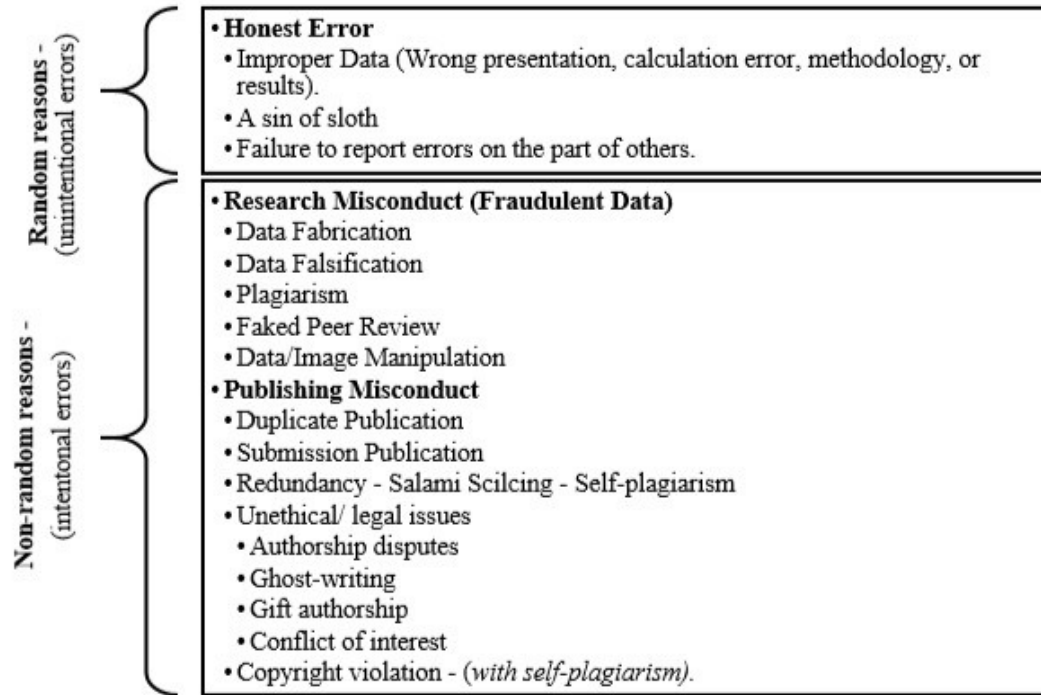 Random reasons -
(unintentional errors)
• Honest Error
• Improper Data (Wrong presentation, calculation error, methodology, or
results).
• A sin of sloth
• Failure to report errors on the part of others.
Non-random reasons -
(intentonal errors)
• Research Misconduct (Fraudulent Data)
• Data Fabrication
• Data Falsification
• Plagiarism
• Faked Peer Review
• Data/Image Manipulation
• Publishing Misconduct
• Duplicate Publication
• Submission Publication
• Redundancy - Salami Scilcing - Self-plagiarism
• Unethical/ legal issues
• Authorship disputes
• Ghost-writing
• Gift authorship
• Conflict of interest
• Copyright violation - (with self-plagiarism).